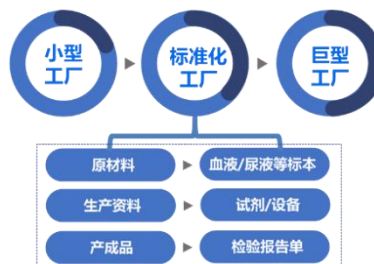 小型
工厂
标准化
工厂
巨型
工厂
原材料
血液/尿液等标本
生产资料
试剂/设备
产成品
检验报告单